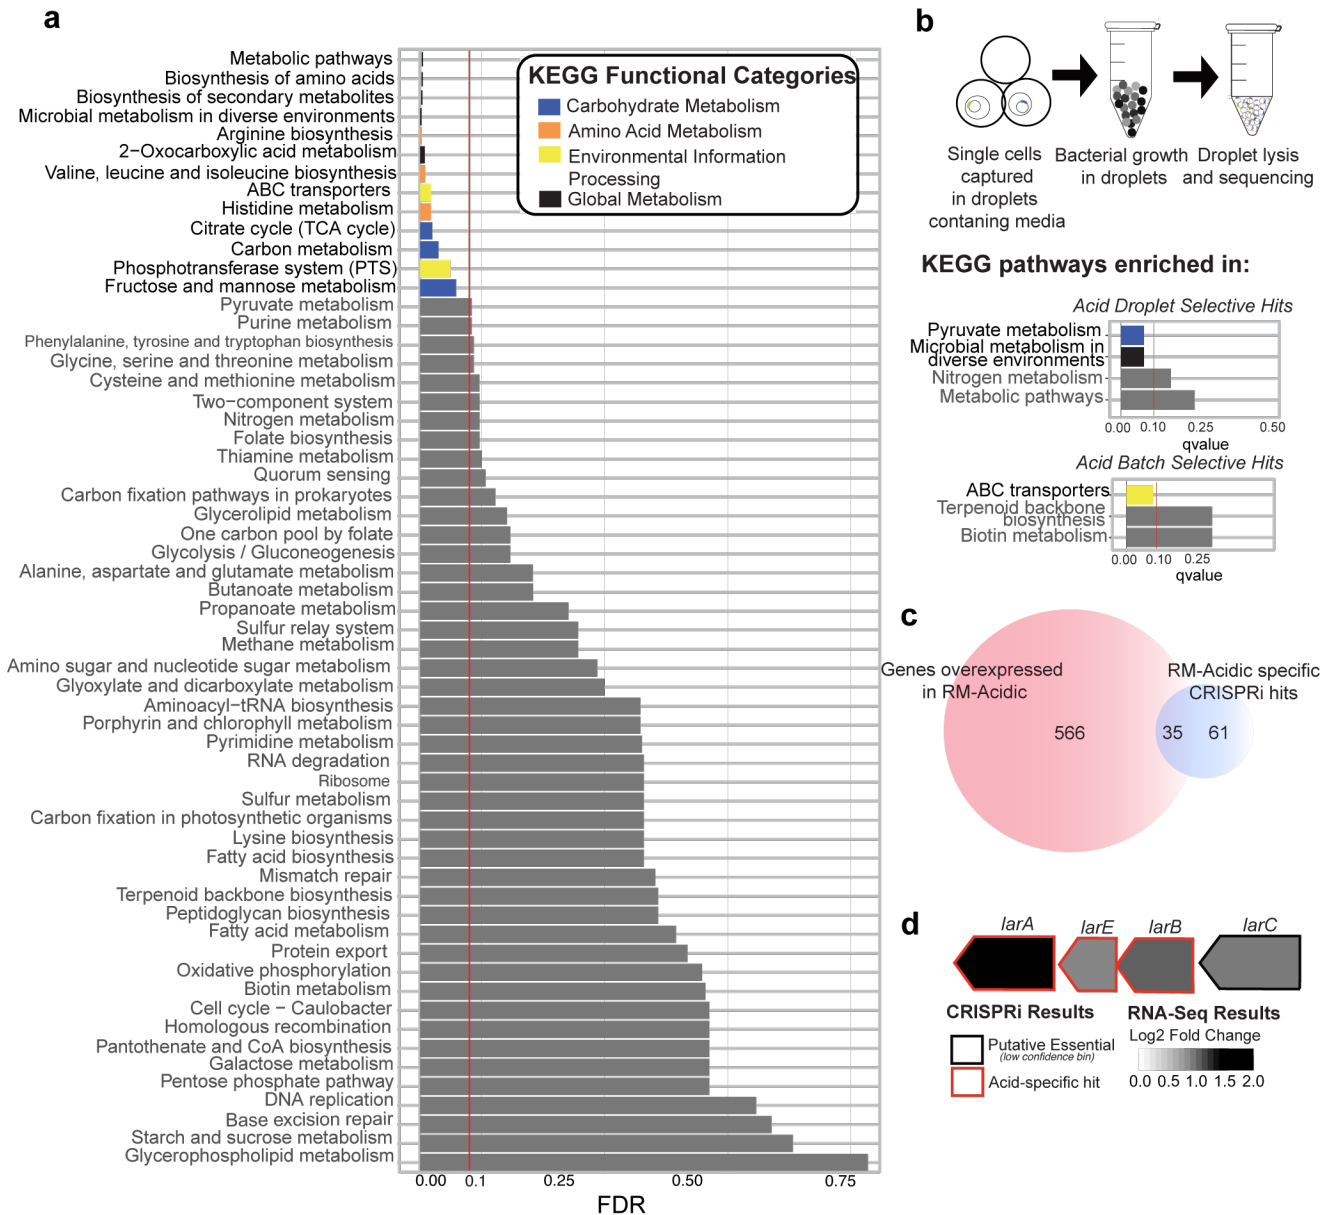 a
Metabolic pathways
Biosynthesis of amino acids
Biosynthesis of secondary metabolites
Microbial metabolism in diverse environments
Arginine biosynthesis
2−Oxocarboxylic acid metabolism
Valine, leucine and isoleucine biosynthesis
ABC transporters
Histidine metabolism
Citrate cycle (TCA cycle)
Carbon metabolism
Phosphotransferase system (PTS)
Fructose and mannose metabolism
Pyruvate metabolism
Purine metabolism
Phenylalanine, tyrosine and tryptophan biosynthesis
Glycine, serine and threonine metabolism
Cysteine and methionine metabolism
Two−component system
Nitrogen metabolism
Folate biosynthesis
Thiamine metabolism
Quorum sensing
Carbon fixation pathways in prokaryotes
Glycerolipid metabolism
One carbon pool by folate
Glycolysis / Gluconeogenesis
Alanine, aspartate and glutamate metabolism
Butanoate metabolism
Propanoate metabolism
Sulfur relay system
Methane metabolism
Amino sugar and nucleotide sugar metabolism
Glyoxylate and dicarboxylate metabolism
Aminoacyl−tRNA biosynthesis
Porphyrin and chlorophyll metabolism
Pyrimidine metabolism
RNA degradation
Ribosome
Sulfur metabolism
Carbon fixation in photosynthetic organisms
Lysine biosynthesis
Fatty acid biosynthesis
Mismatch repair
Terpenoid backbone biosynthesis
Peptidoglycan biosynthesis
Fatty acid metabolism
Protein export
Oxidative phosphorylation
Biotin metabolism
Cell cycle − Caulobacter
Homologous recombination
Pantothenate and CoA biosynthesis
Galactose metabolism
Pentose phosphate pathway
DNA replication
Base excision repair
Starch and sucrose metabolism
Glycerophospholipid metabolism
0.00 0.1 0.25 0.50 0.75
FDR
KEGG Functional Categories
Carbohydrate Metabolism
Amino Acid Metabolism
Environmental Information
Processing
Global Metabolism
b
Single cells
captured
in droplets
contaning media
Bacterial growth
in droplets
Droplet lysis
and sequencing
KEGG pathways enriched in:
Acid Droplet Selective Hits
Pyruvate metabolism
Microbial metabolism in
diverse environments
Nitrogen metabolism
Metabolic pathways
0.00 0.10 0.25 0.50
qvalue
Acid Batch Selective Hits
ABC transporters
Terpenoid backbone
biosynthesis
Biotin metabolism
0.00 0.10 0.25
qvalue
c
Genes overexpressed
in RM-Acidic
RM-Acidic specific
CRISPRi hits
566 35 61
d
larA larE larB larC
CRISPRi Results
Putative Essential
(low confidence bin)
Acid-specific hit
RNA-Seq Results
Log2 Fold Change
0.0 0.5 1.0 1.5 2.0